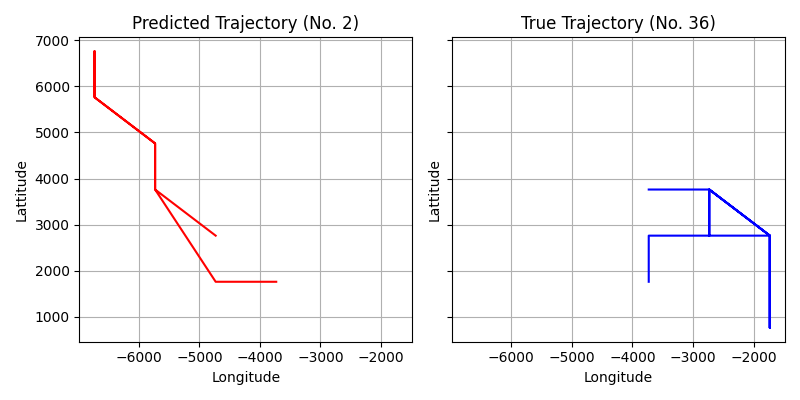 Predicted Trajectory (No. 2)
True Trajectory (No. 36)
Lattitude
7000
6000
5000
4000
3000
2000
1000
−6000 −5000 −4000 −3000 −2000
Longitude
Lattitude
−6000 −5000 −4000 −3000 −2000
Longitude